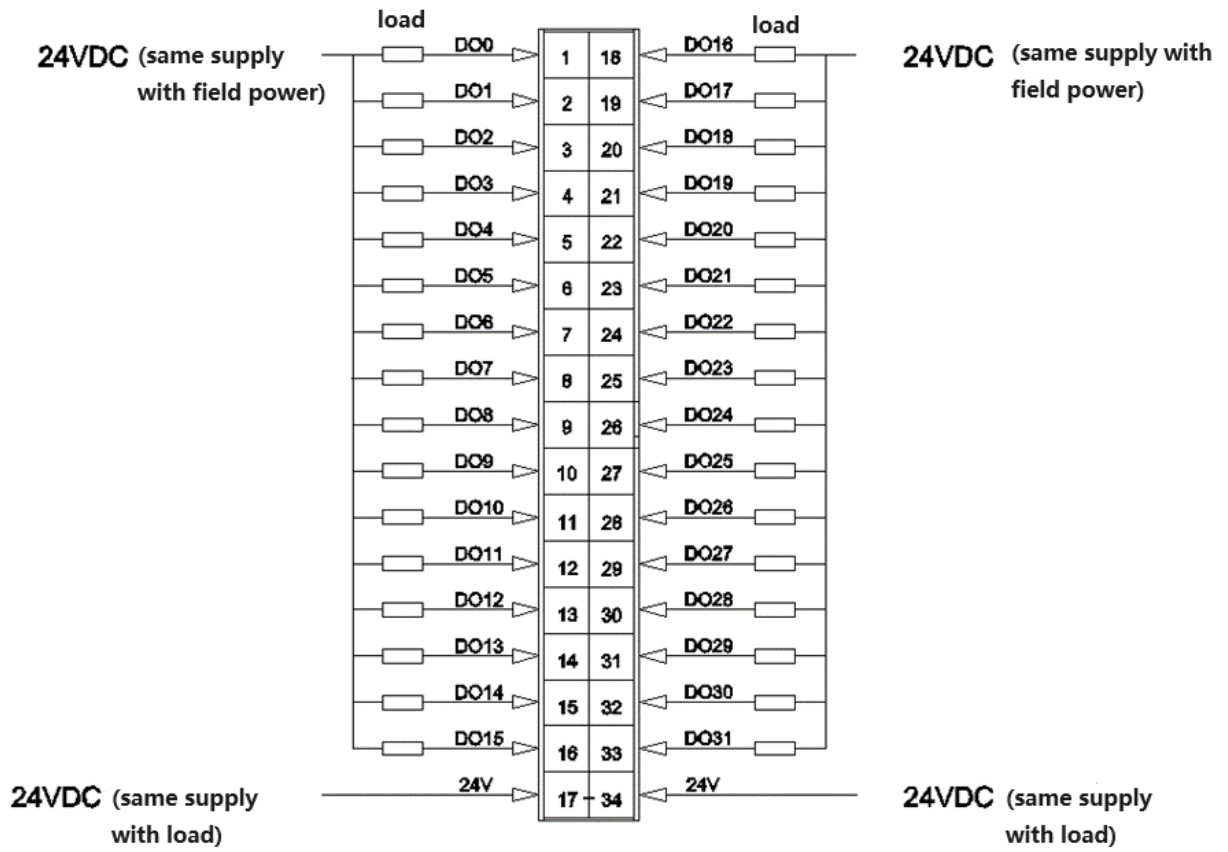 load
load
24VDC (same supply
with field power)
DO0
1
18
DO16
24VDC (same supply with
field power)
DO1
2
19
DO17
DO2
3
20
DO18
DO3
4
21
DO19
DO4
5
22
DO20
DO5
6
23
DO21
DO6
7
24
DO22
DO7
8
25
DO23
DO8
9
26
DO24
DO9
10
27
DO25
DO10
11
28
DO26
DO11
12
29
DO27
DO12
13
30
DO28
DO13
14
31
DO29
DO14
15
32
DO30
DO15
16
33
DO31
24VDC (same supply
with load)
24V
17
34
24V
24VDC (same supply
with load)